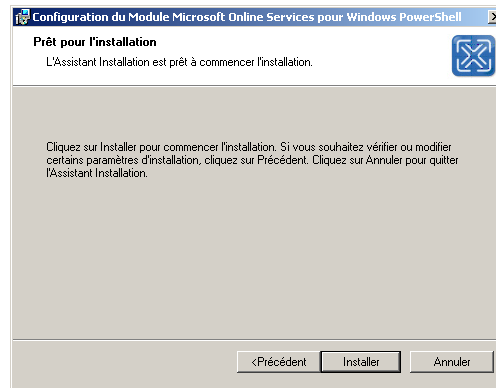 Configuration du Module Microsoft Online Services pour Windows PowerShell
Prêt pour l'installation
L'Assistant Installation est prêt à commencer l'installation.
Cliquez sur Installer pour commencer l'installation. Si vous souhaitez vérifier ou modifier
certains paramètres d'installation, cliquez sur Précédent. Cliquez sur Annuler pour quitter
l'Assistant Installation.
<Précédent Installer Annuler